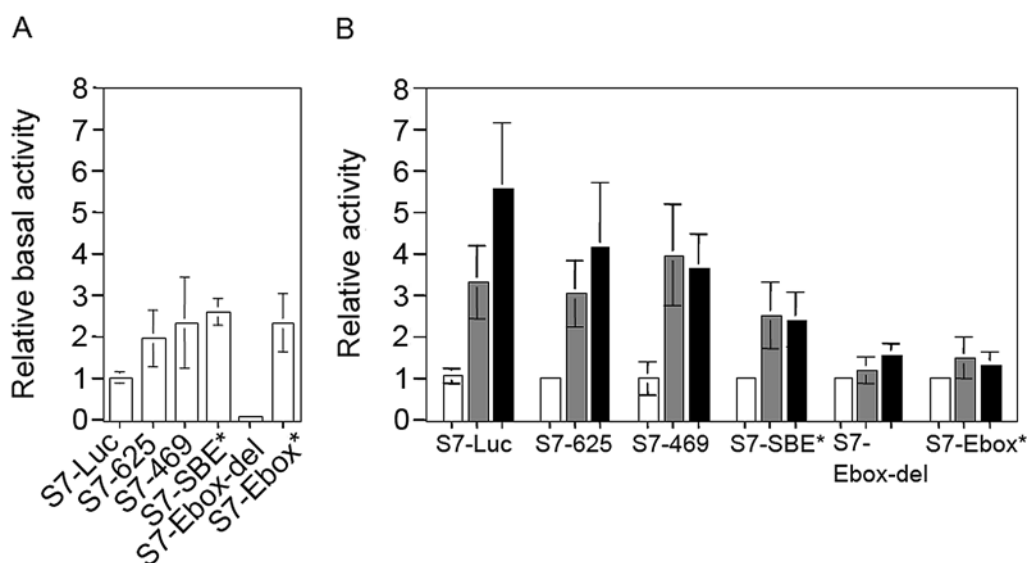 A
Relative basal activity
8
7
6
5
4
3
2
1
0
S7-Luc
S7-625
S7-469
S7-SBE*
S7-Ebox-del
S7-Ebox*
B
Relative activity
8
7
6
5
4
3
2
1
0
S7-Luc
S7-625
S7-469
S7-SBE*
S7-
Ebox-del
S7-Ebox*